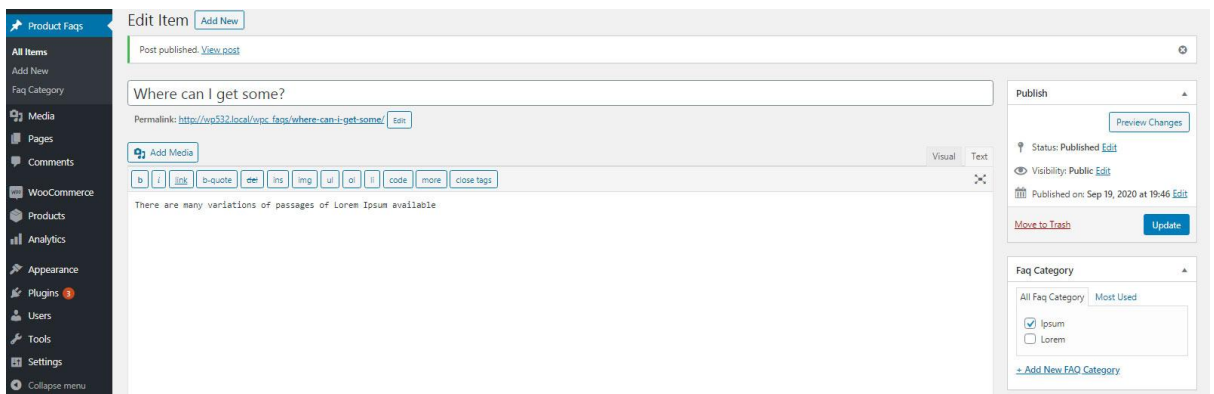 Product Faqs
All Items
Add New
Faq Category
Media
Pages
Comments
WooCommerce
Products
Analytics
Appearance
Plugins 3
Users
Tools
Settings
Collapse menu
Edit Item Add New
Post published. View post
Where can I get some?
Permalink: http://wp532.local/wpc_faqs/where-can-i-get-some/ Edit
Add Media
Visual Text
b i link b-quote del ins img ul ol li code more close tags
There are many variations of passages of Lorem Ipsum available
Publish
Preview Changes
Status: Published Edit
Visibility: Public Edit
Published on: Sep 19, 2020 at 19:46 Edit
Move to Trash Update
Faq Category
All Faq Category Most Used
Ipsum
Lorem
+ Add New FAQ Category